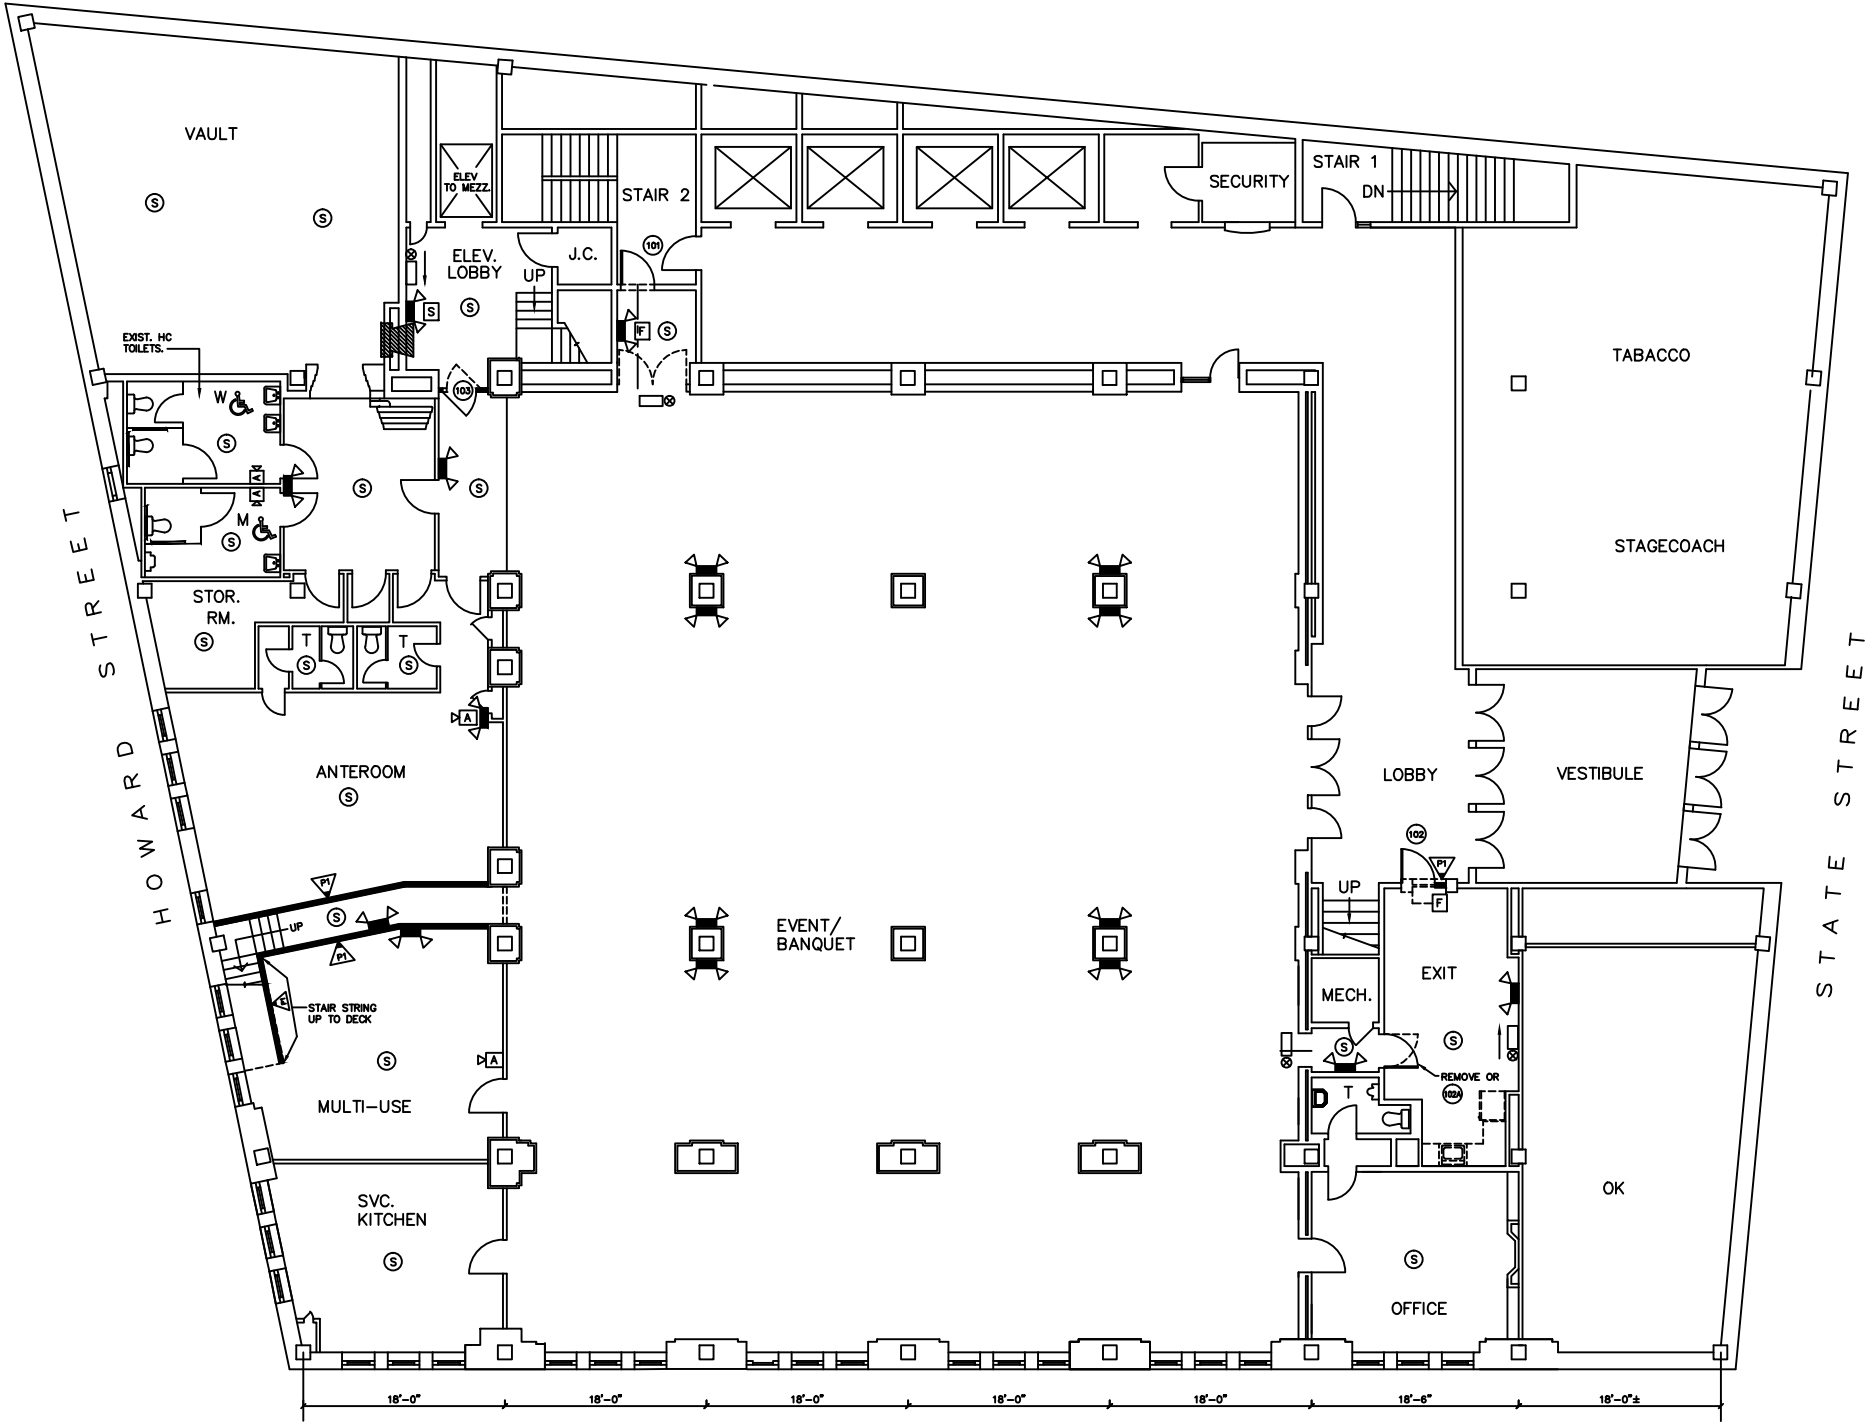 VAULT
S
S
ELEV
TO MEZZ.
STAIR 2
SECURITY
STAIR 1
DN
101
ELEV.
LOBBY
J.C.
UP
S
S
F
S
EXIST. HC
TOILETS.
TABACCO
STAGECOACH
103
W
S
A
A
M
S
S
S
STOR.
RM.
S
T
S
T
S
A
ANTEROOM
S
HOWARD STREET
STATE STREET
LOBBY
VESTIBULE
102
P1
F
UP
P1
S
UP
P1
E
STAIR STRING
UP TO DECK
EVENT/
BANQUET
EXIT
MECH.
S
S
S
A
MULTI-USE
REMOVE OR
102A
T
SVC.
KITCHEN
S
OK
S
OFFICE
18'-0"
18'-0"
18'-0"
18'-0"
18'-0"
18'-6"
18'-0"±